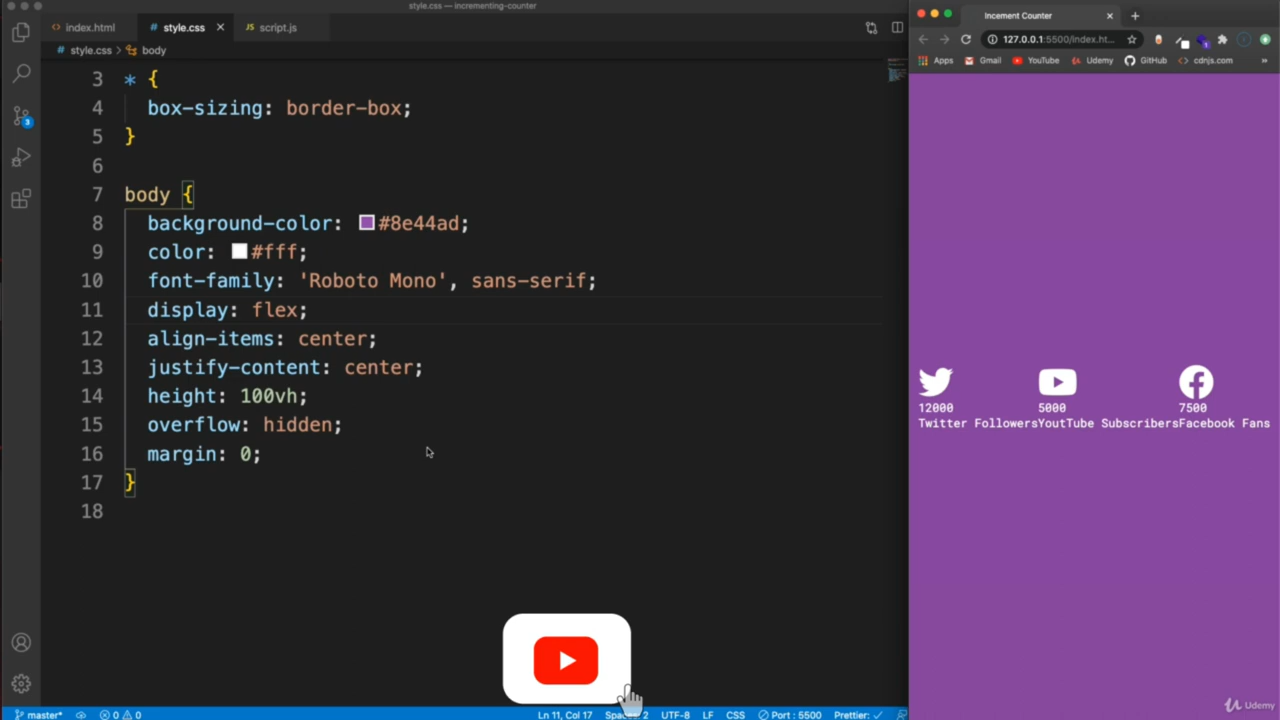 style.css — incrementing-counter
index.html
style.css
script.js
style.css > body
3 * {
4 box-sizing: border-box;
5 }
6
7 body {
8 background-color: #8e44ad;
9 color: #fff;
10 font-family: 'Roboto Mono', sans-serif;
11 display: flex;
12 align-items: center;
13 justify-content: center;
14 height: 100vh;
15 overflow: hidden;
16 margin: 0;
17 }
18
3
master* 0 0 Ln 11, Col 17 Spaces: 2 UTF-8 LF CSS Port : 5500 Prettier: ✓
Incement Counter
127.0.0.1:5500/index.ht...
Apps Gmail YouTube Udemy GitHub cdnjs.com »
12000 5000 7500
Twitter FollowersYoutTube SubscribersFacebook Fans
Udemy